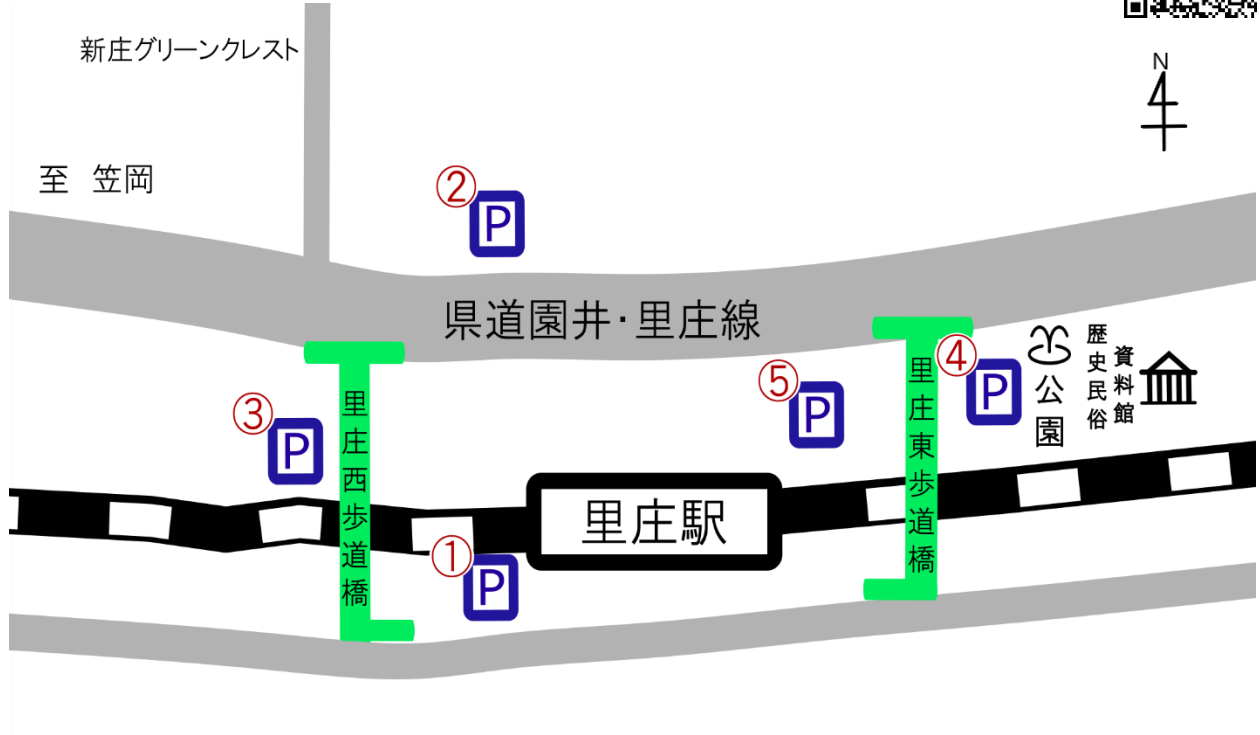 新庄グリーンクレスト
N
至 笠岡
②
P
県道園井・里庄線
里庄西歩道橋
③
P
⑤
P
里庄東歩道橋
④
P
公園
歴史民俗
資料館
里庄駅
①
P